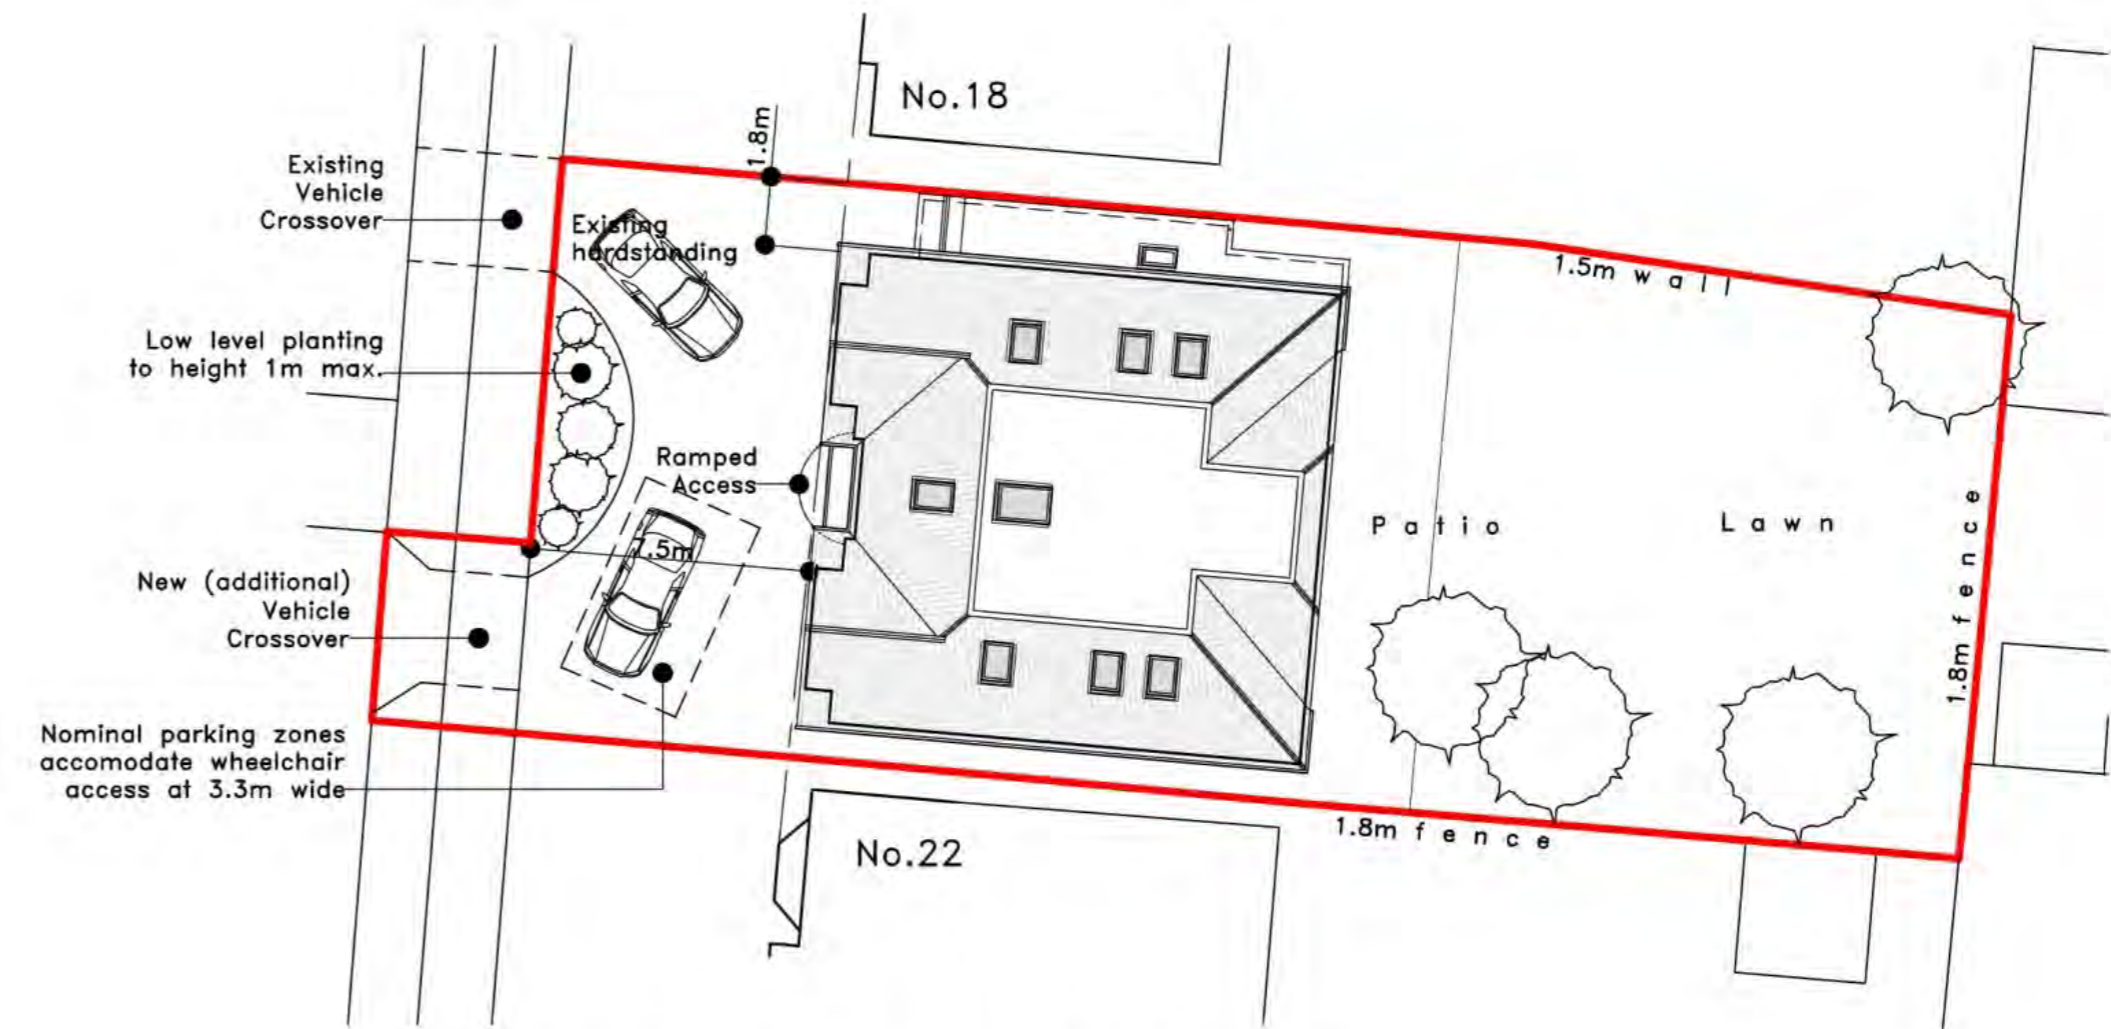 No.18
1.8m
Existing
Vehicle
Crossover
Existing
hardstanding
1.5m wall
Low level planting
to height 1m max.
Ramped
Access
Patio
Lawn
7.5m
1.8m fence
New (additional)
Vehicle
Crossover
Nominal parking zones
accomodate wheelchair
access at 3.3m wide
1.8m fence
No.22